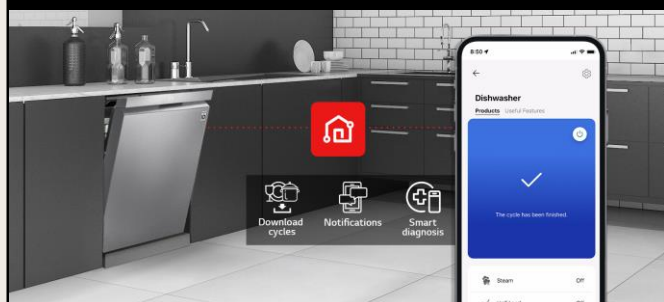 8:50
Dishwasher
Products Useful Features
The cycle has been finished.
Steam Off
Download
cycles
Notifications
Smart
diagnosis